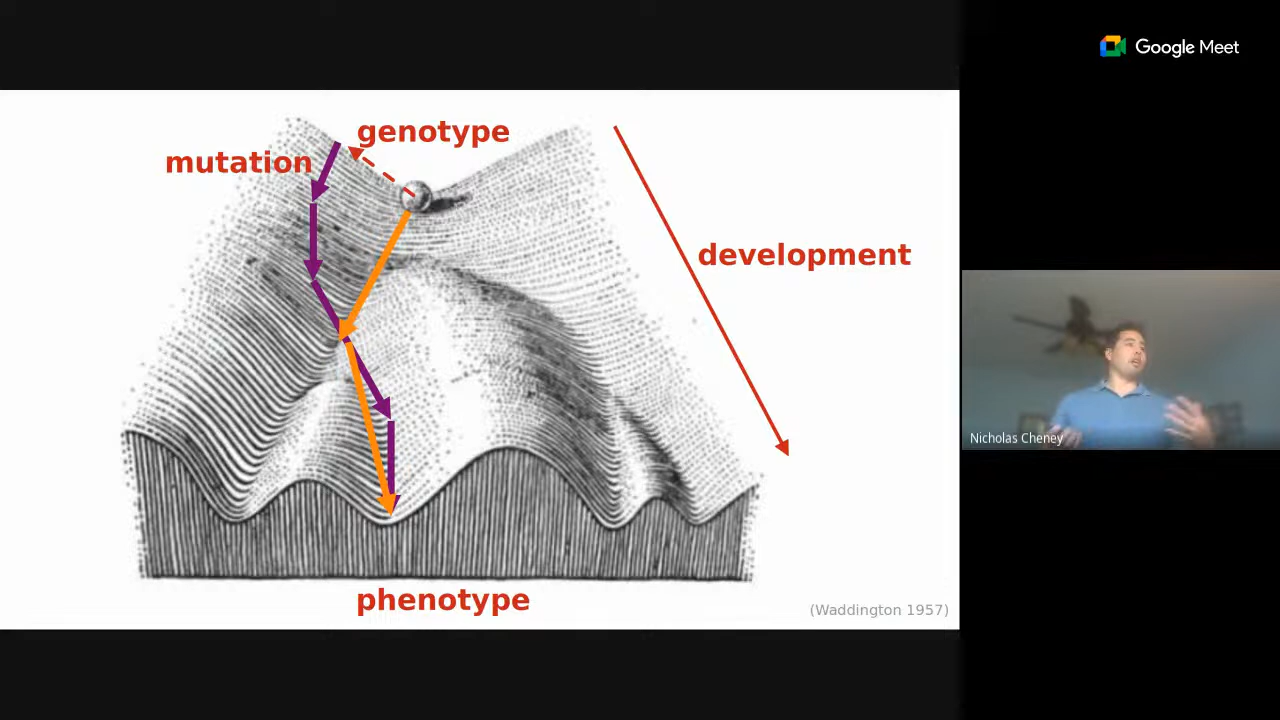 Google Meet
genotype
mutation
development
Nicholas Cheney
phenotype
(Waddington 1957)